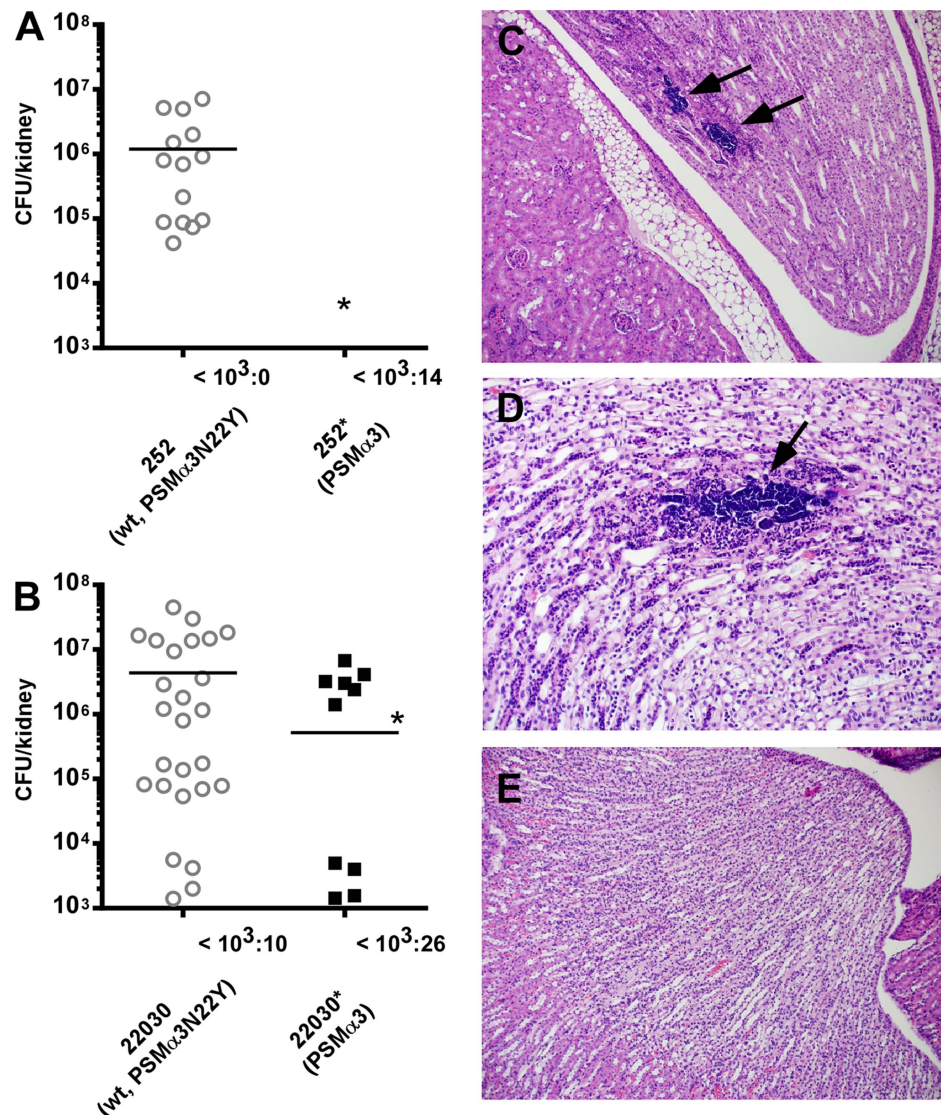 A
CFU/kidney
10⁸
10⁷
10⁶
10⁵
10⁴
10³
*
< 10³:0
< 10³:14
252
(wt, PSMα3N22Y)
252*
(PSMα3)
B
CFU/kidney
10⁸
10⁷
10⁶
10⁵
10⁴
10³
*
< 10³:10
< 10³:26
22030
(wt, PSMα3N22Y)
22030*
(PSMα3)
C
D
E